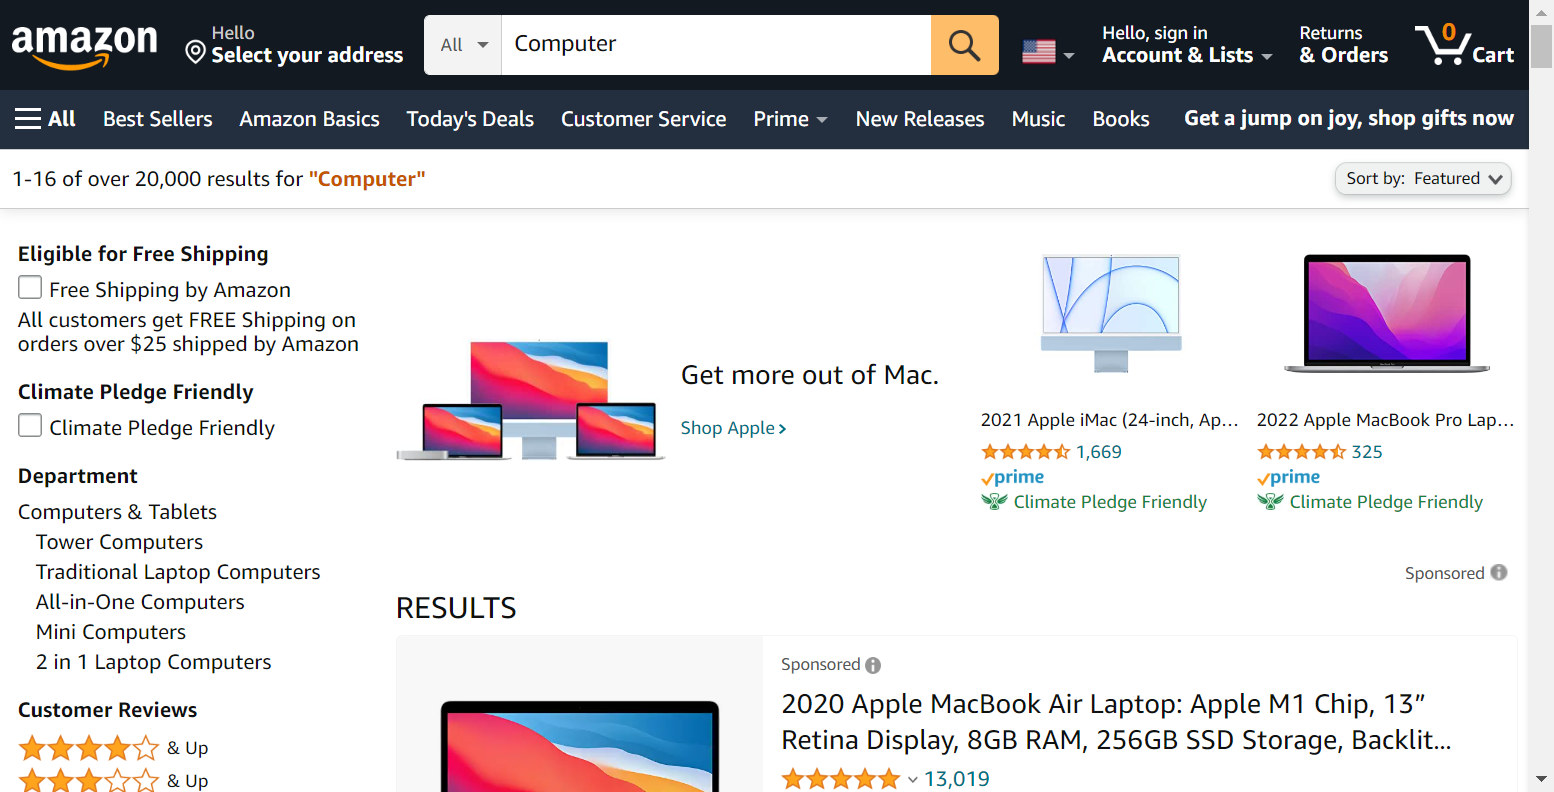 amazon
Hello
Select your address
All
Computer
Hello, sign in
Account & Lists
Returns
& Orders
0
Cart
All
Best Sellers
Amazon Basics
Today's Deals
Customer Service
Prime
New Releases
Music
Books
Get a jump on joy, shop gifts now
1-16 of over 20,000 results for "Computer"
Sort by: Featured
Eligible for Free Shipping
Free Shipping by Amazon
All customers get FREE Shipping on
orders over $25 shipped by Amazon
Climate Pledge Friendly
Climate Pledge Friendly
Department
Computers & Tablets
Tower Computers
Traditional Laptop Computers
All-in-One Computers
Mini Computers
2 in 1 Laptop Computers
Customer Reviews
& Up
& Up
Get more out of Mac.
Shop Apple
2021 Apple iMac (24-inch, Ap...
1,669
prime
Climate Pledge Friendly
2022 Apple MacBook Pro Lap...
325
prime
Climate Pledge Friendly
Sponsored
RESULTS
Sponsored
2020 Apple MacBook Air Laptop: Apple M1 Chip, 13”
Retina Display, 8GB RAM, 256GB SSD Storage, Backlit...
13,019